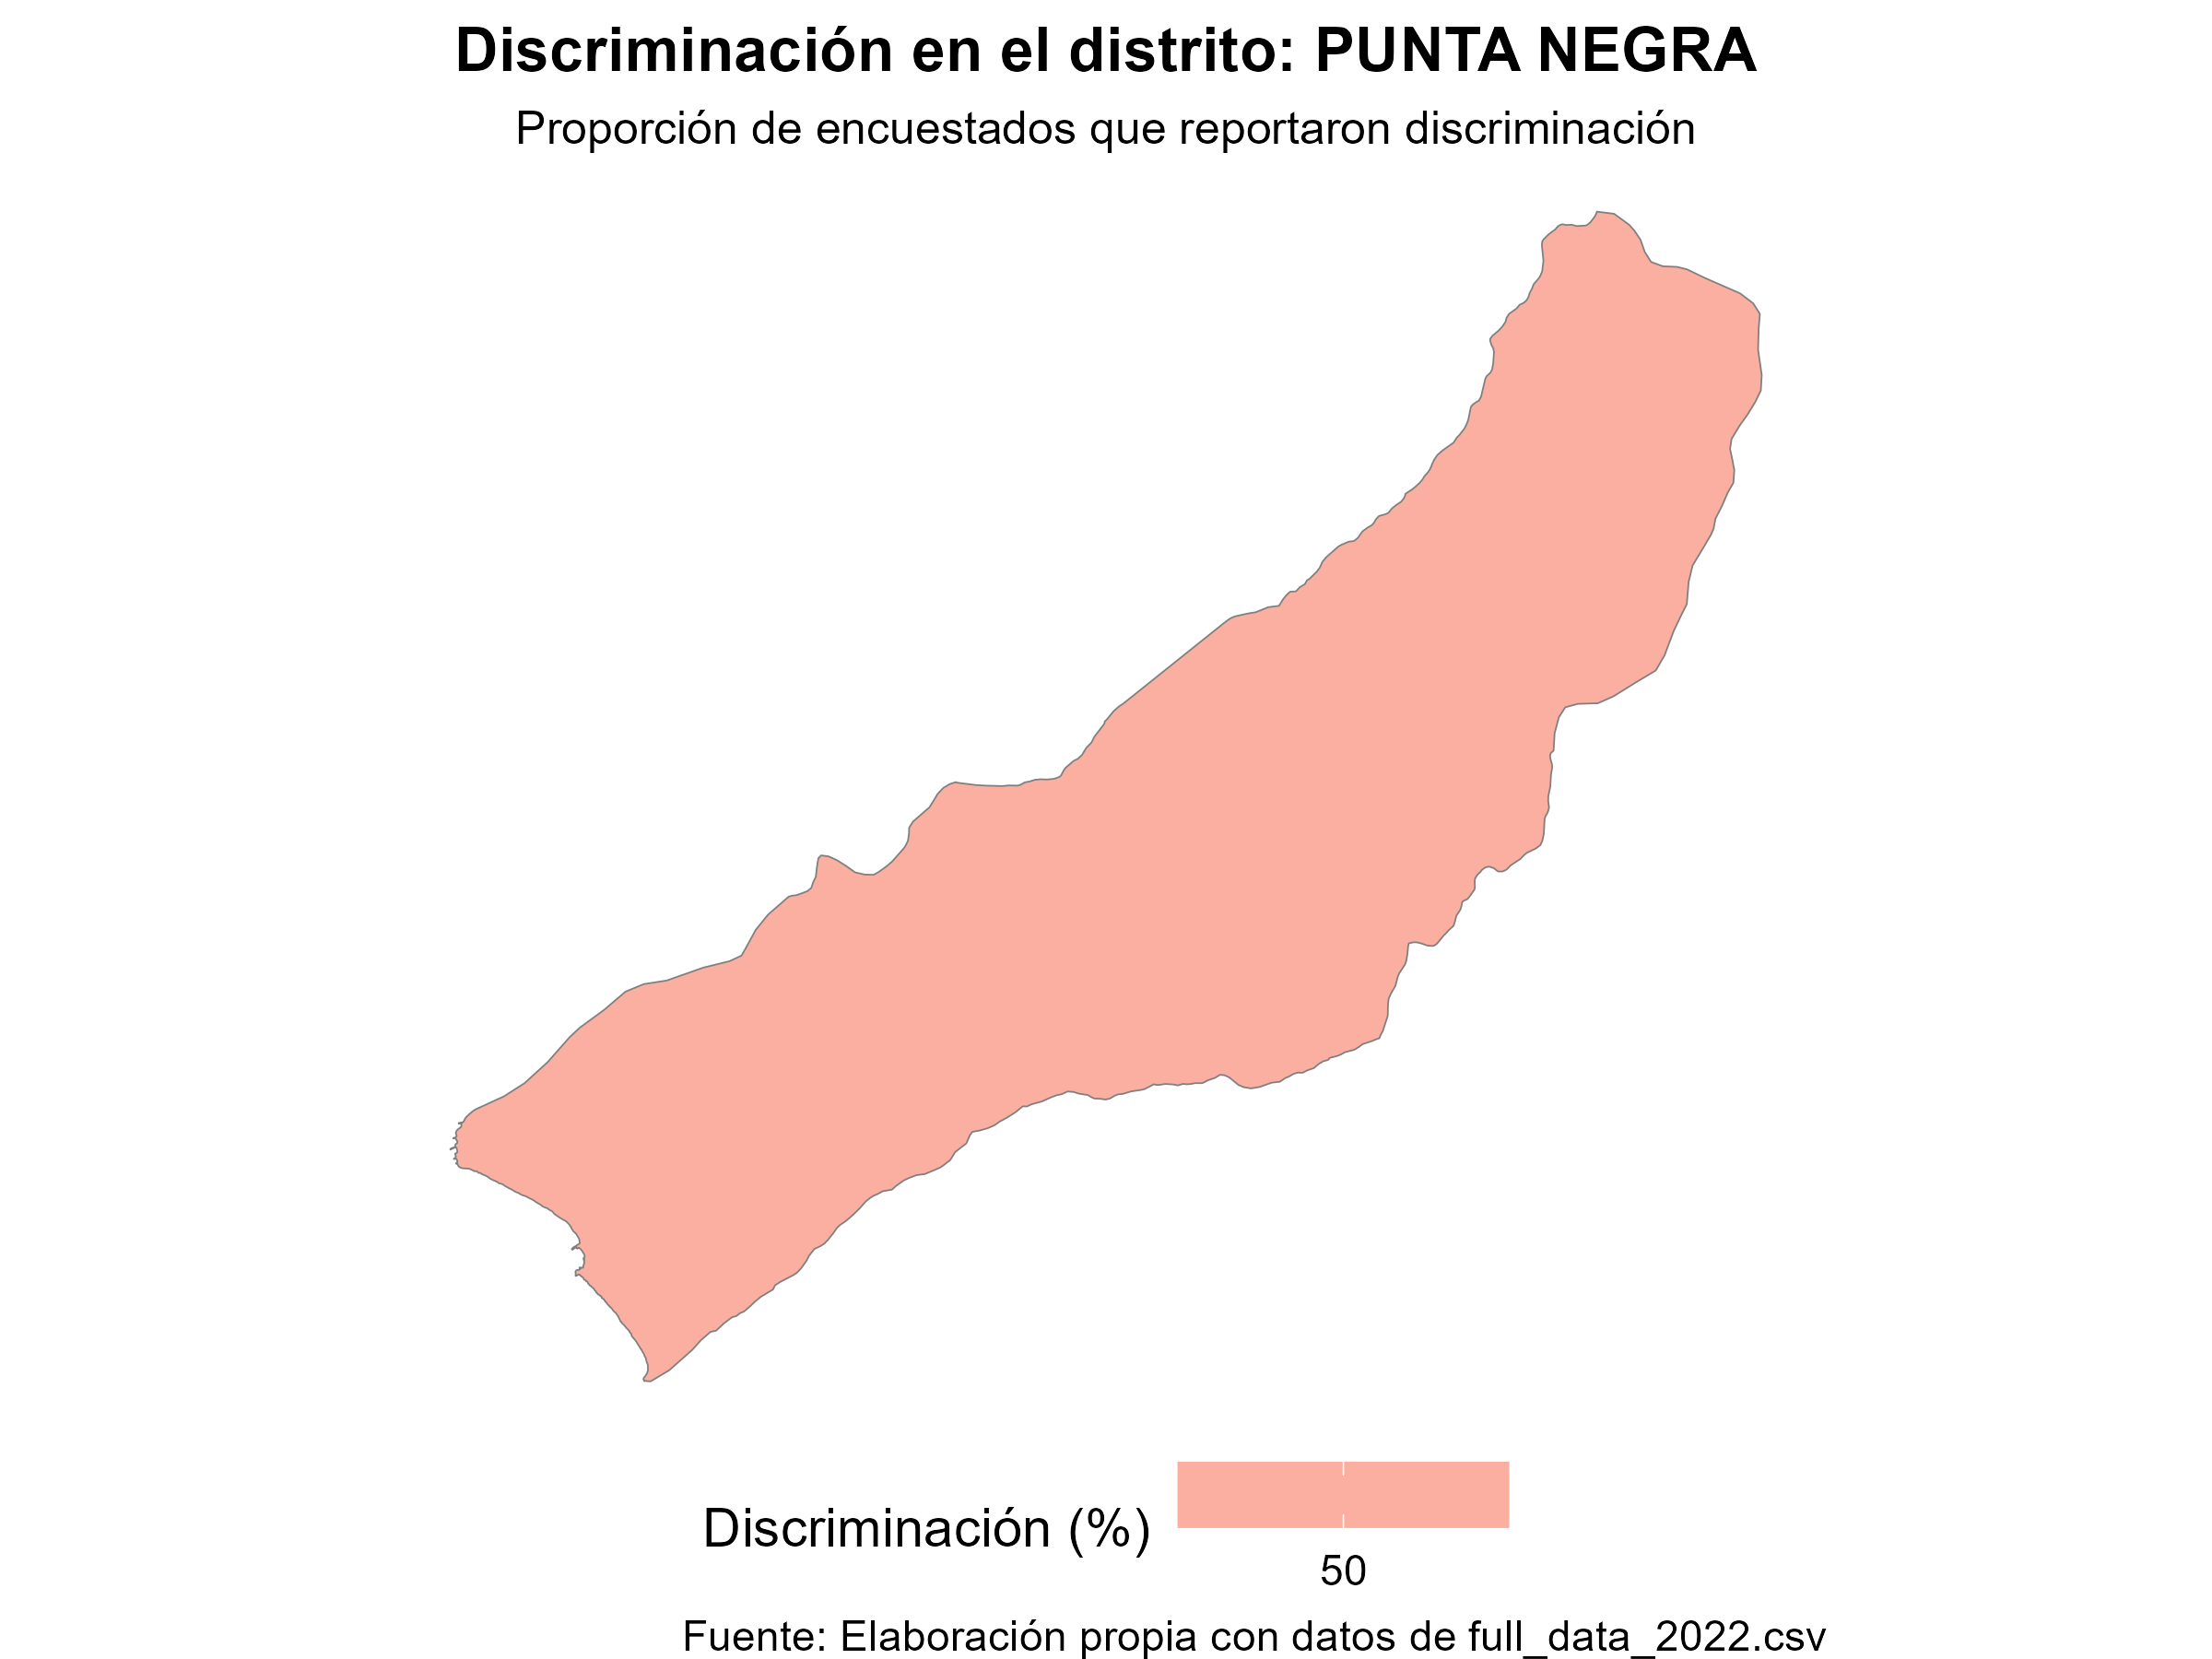 Discriminación en el distrito: PUNTA NEGRA
Proporción de encuestados que reportaron discriminación
Discriminación (%)
50
Fuente: Elaboración propia con datos de full_data_2022.csv